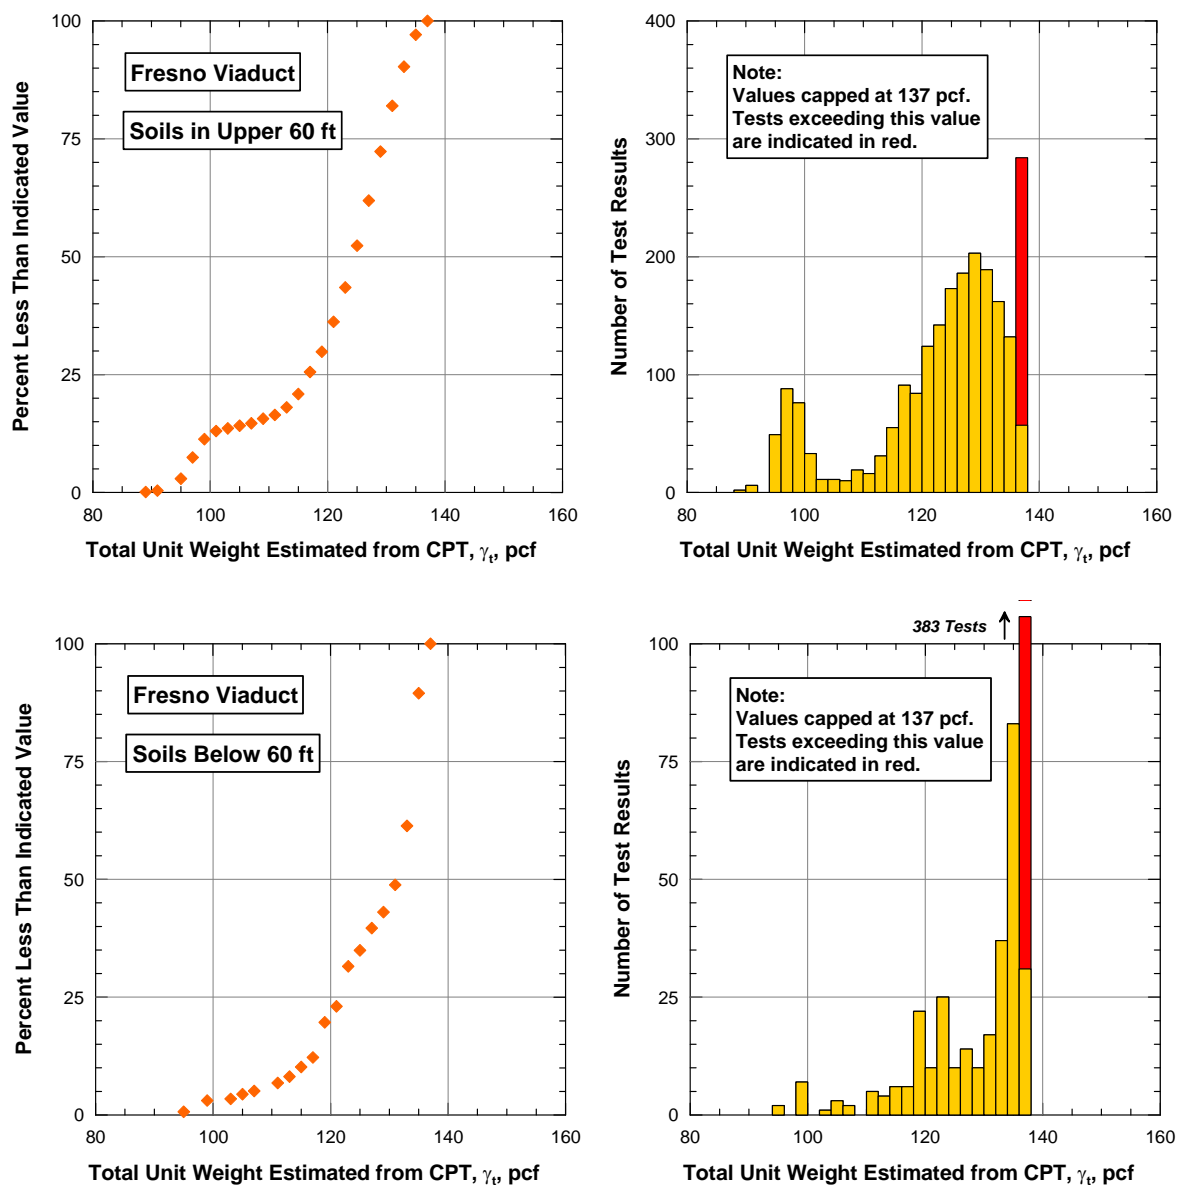 100
75
50
25
0
80
100
120
140
160
Percent Less Than Indicated Value
Fresno Viaduct
Soils in Upper 60 ft
Total Unit Weight Estimated from CPT, γt, pcf
400
300
200
100
0
80
100
120
140
160
Number of Test Results
Note:
Values capped at 137 pcf.
Tests exceeding this value
are indicated in red.
Total Unit Weight Estimated from CPT, γt, pcf
100
75
50
25
0
80
100
120
140
160
Percent Less Than Indicated Value
Fresno Viaduct
Soils Below 60 ft
Total Unit Weight Estimated from CPT, γt, pcf
383 Tests
100
75
50
25
0
80
100
120
140
160
Number of Test Results
Note:
Values capped at 137 pcf.
Tests exceeding this value
are indicated in red.
Total Unit Weight Estimated from CPT, γt, pcf